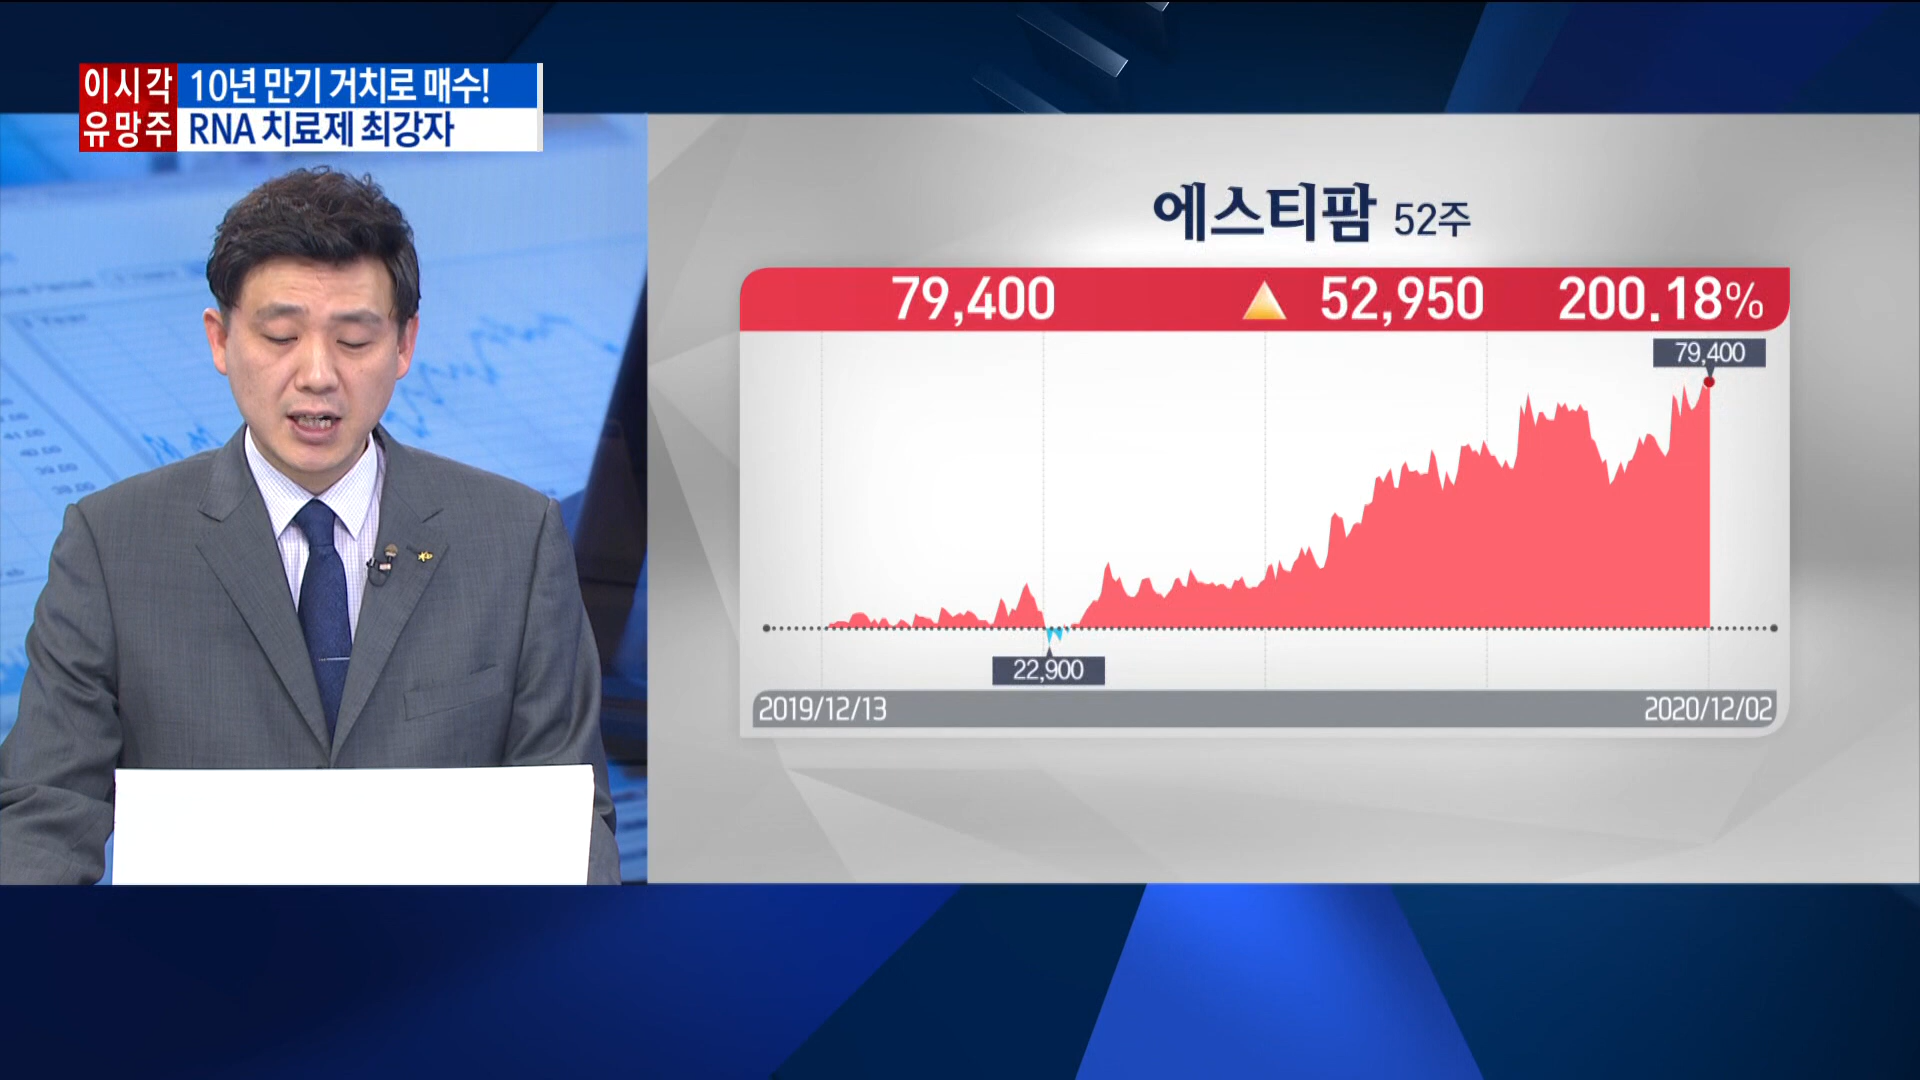 이시각 유망주
10년 만기 거치로 매수!
RNA 치료제 최강자
에스티팜 52주
79,400 ▲ 52,950 200.18%
79,400
22,900
2019/12/13 2020/12/02